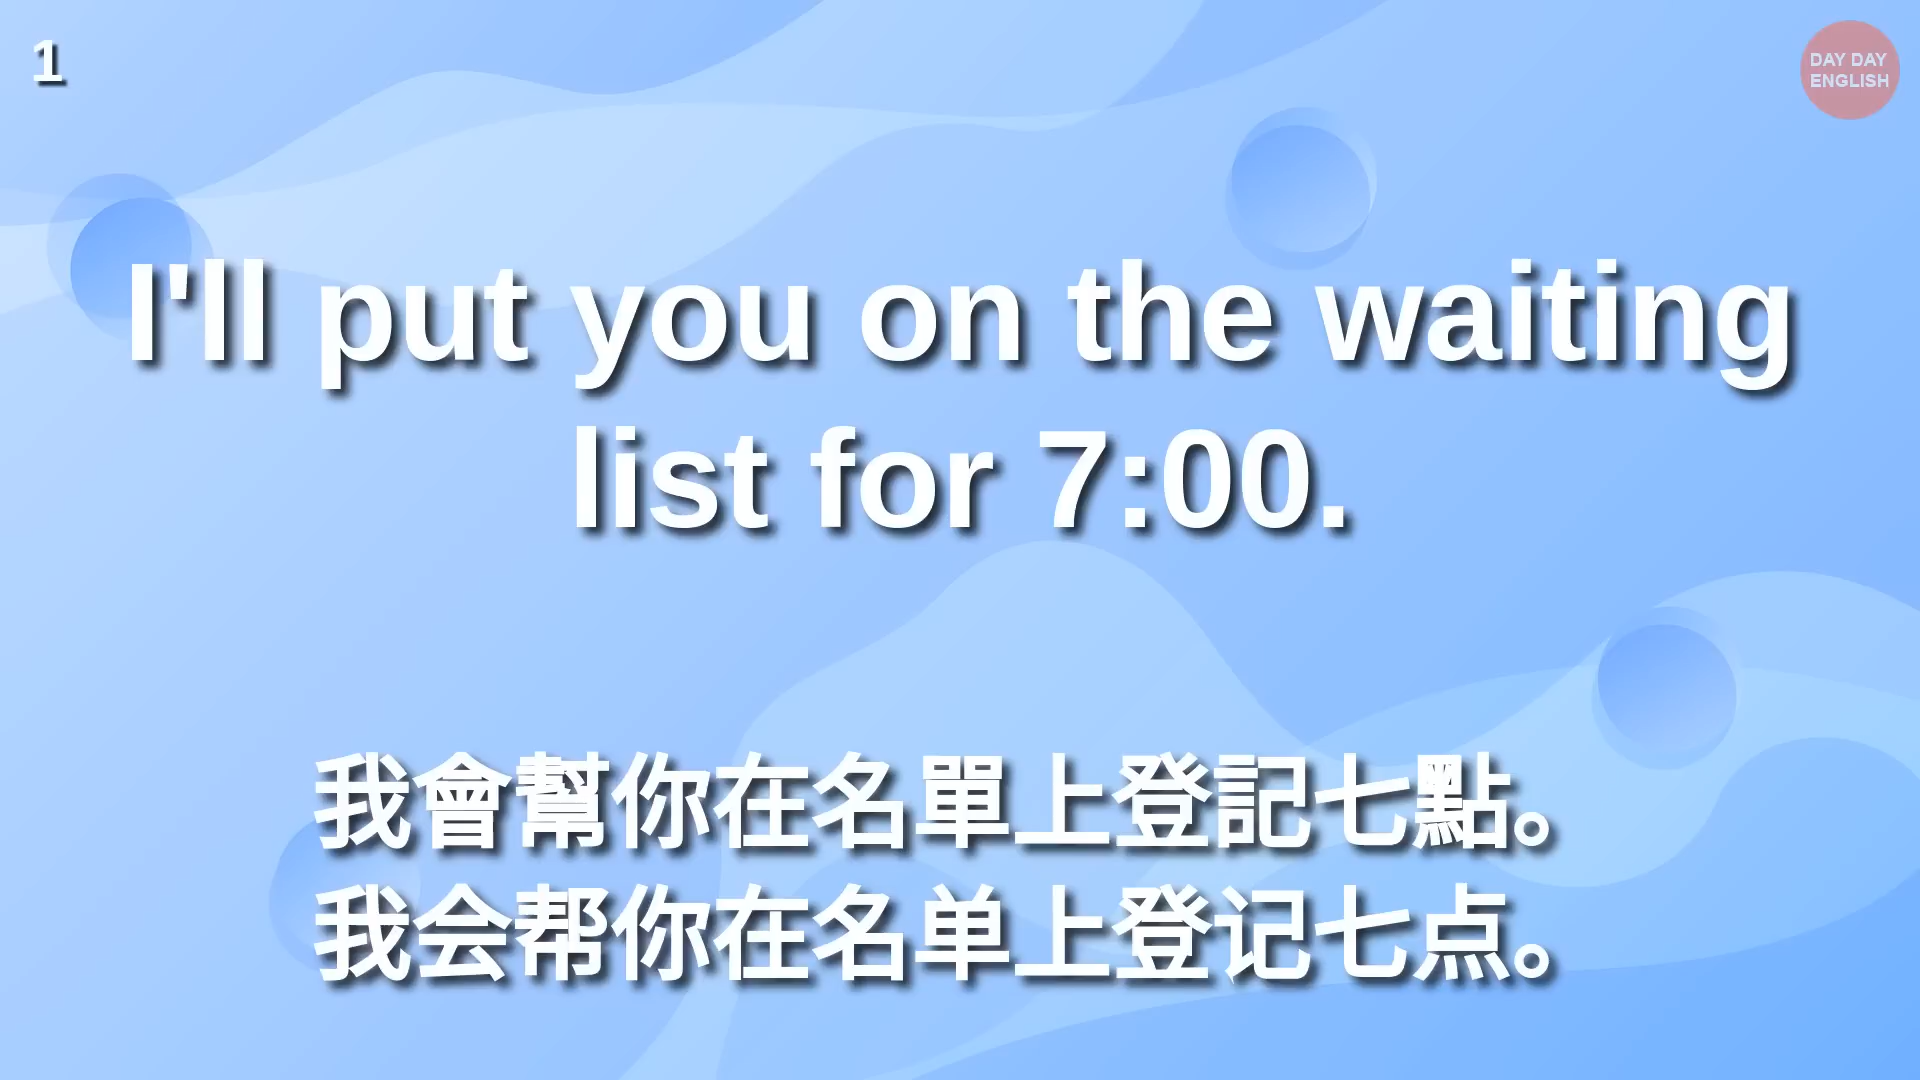 1
DAY DAY
ENGLISH
I'll put you on the waiting
list for 7:00.
我會幫你在名單上登記七點。
我会帮你在名单上登记七点。